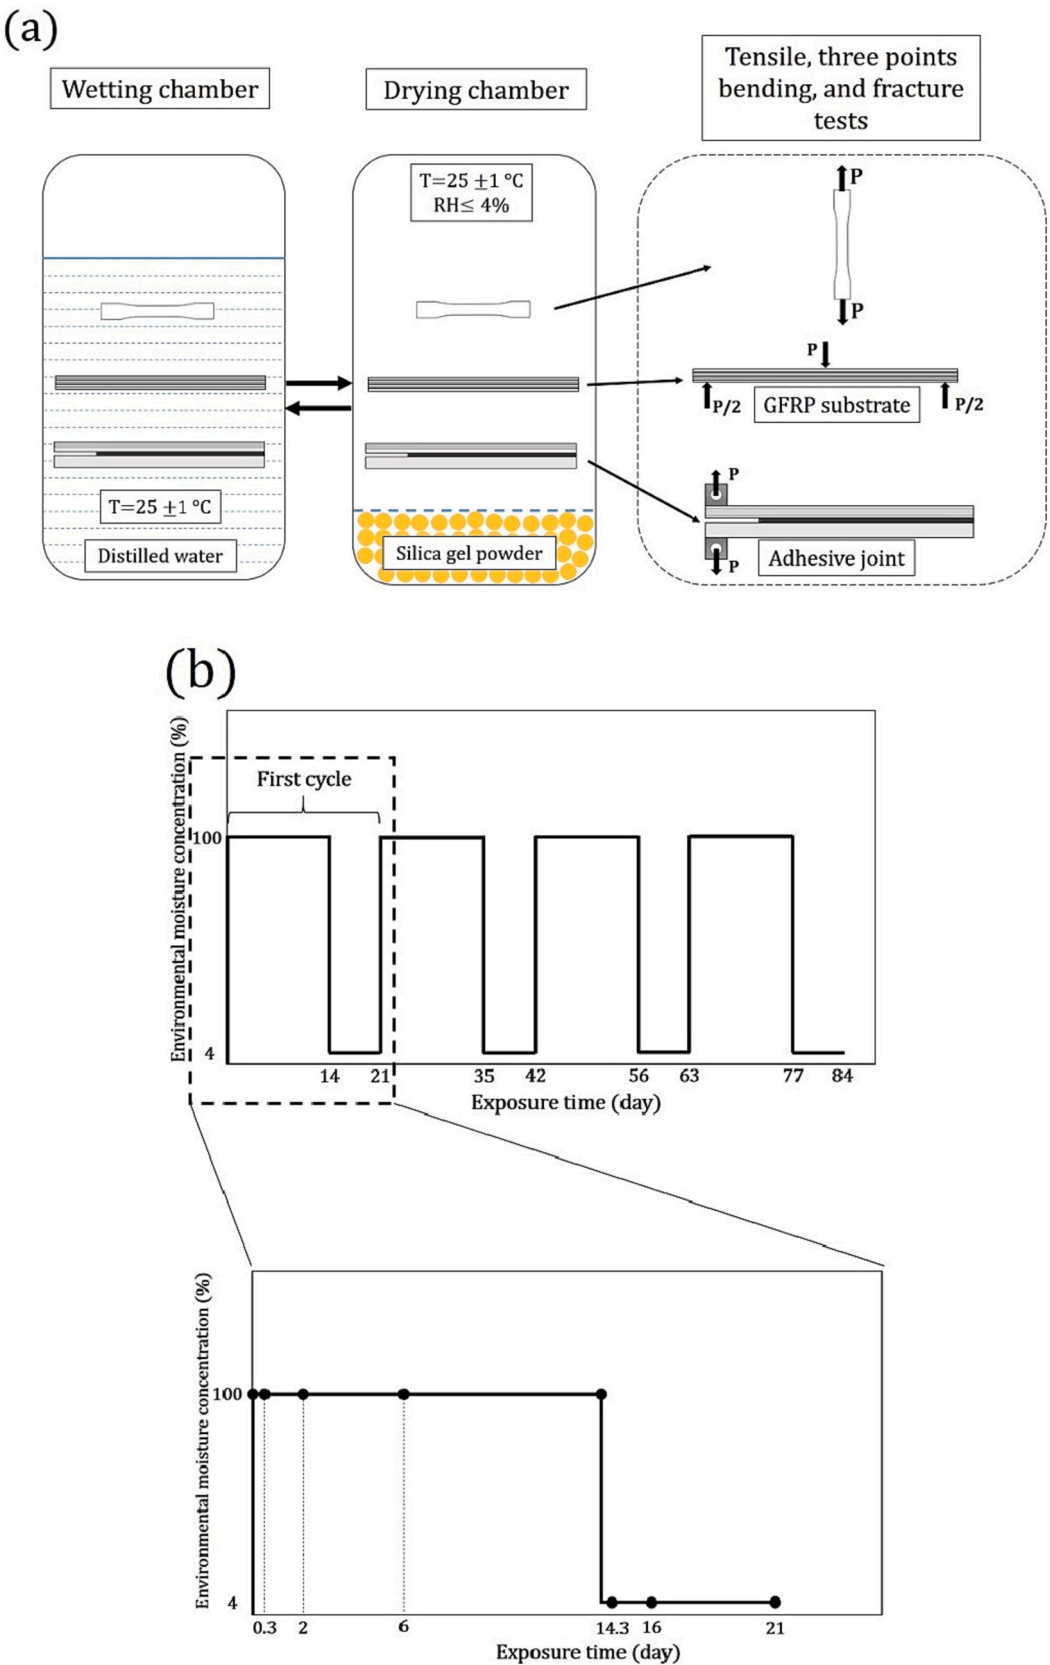 (a)
Wetting chamber
Drying chamber
Tensile, three points
bending, and fracture
tests
T=25 ±1 °C
RH≤ 4%
P
P
P
P/2
P/2
GFRP substrate
T=25 ±1 °C
Distilled water
Silica gel powder
P
P
Adhesive joint
(b)
Environmental moisture concentration (%)
First cycle
100
4
14 21 35 42 56 63 77 84
Exposure time (day)
Environmental moisture concentration (%)
100
4
0.3 2 6 14.3 16 21
Exposure time (day)